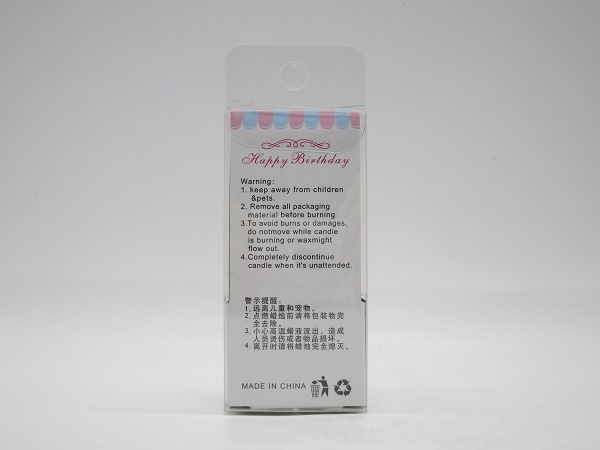 Happy Birthday
Warning:
1. keep away from children
&pets.
2. Remove all packaging
material before burning
3.To avoid burns or damages,
do notmove while candle
is burning or waxmight
flow out.
4.Completely discontinue
candle when it's unattended.
警示提醒：
1. 远离儿童和宠物。
2. 点燃蜡烛前请将包装物完
全去除。
3. 小心高温蜡液流出，造成
人员烫伤或者物品损坏。
4. 离开时请将蜡烛完全熄灭。
MADE IN CHINA